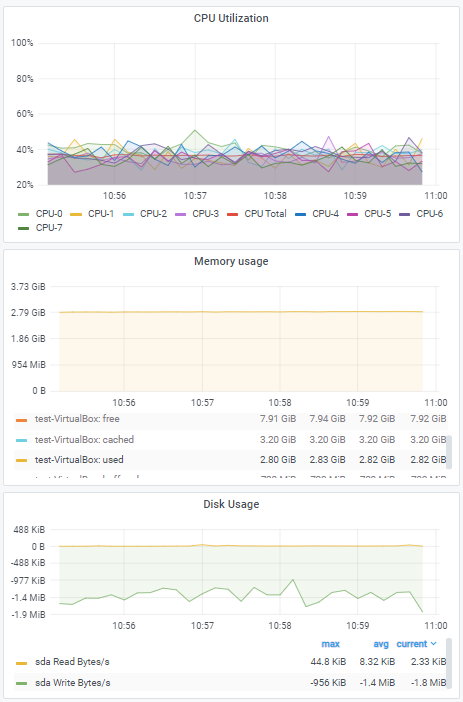 CPU Utilization
100%
80%
60%
40%
20%
10:56 10:57 10:58 10:59 11:00
CPU-0 CPU-1 CPU-2 CPU-3 CPU Total CPU-4 CPU-5 CPU-6
CPU-7
Memory usage
3.73 GiB
2.79 GiB
1.86 GiB
954 MiB
0 B
10:56 10:57 10:58 10:59 11:00
test-VirtualBox: free 7.91 GiB 7.94 GiB 7.92 GiB 7.92 GiB
test-VirtualBox: cached 3.20 GiB 3.20 GiB 3.20 GiB 3.20 GiB
test-VirtualBox: used 2.80 GiB 2.83 GiB 2.82 GiB 2.82 GiB
Disk Usage
488 KiB
0 B
-488 KiB
-977 KiB
-1.4 MiB
-1.9 MiB
10:56 10:57 10:58 10:59 11:00
max avg current
sda Read Bytes/s 44.8 KiB 8.32 KiB 2.33 KiB
sda Write Bytes/s -956 KiB -1.4 MiB -1.8 MiB